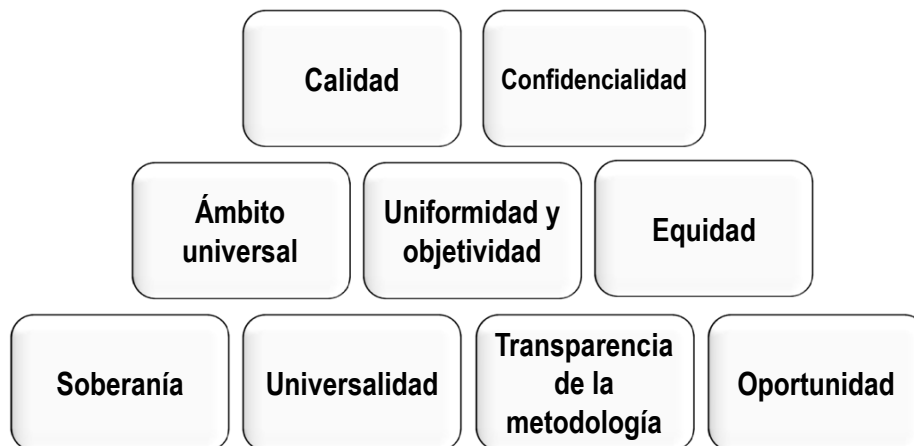 Calidad
Confidencialidad
Ámbito
universal
Uniformidad y
objetividad
Equidad
Soberanía
Universalidad
Transparencia
de la
metodología
Oportunidad